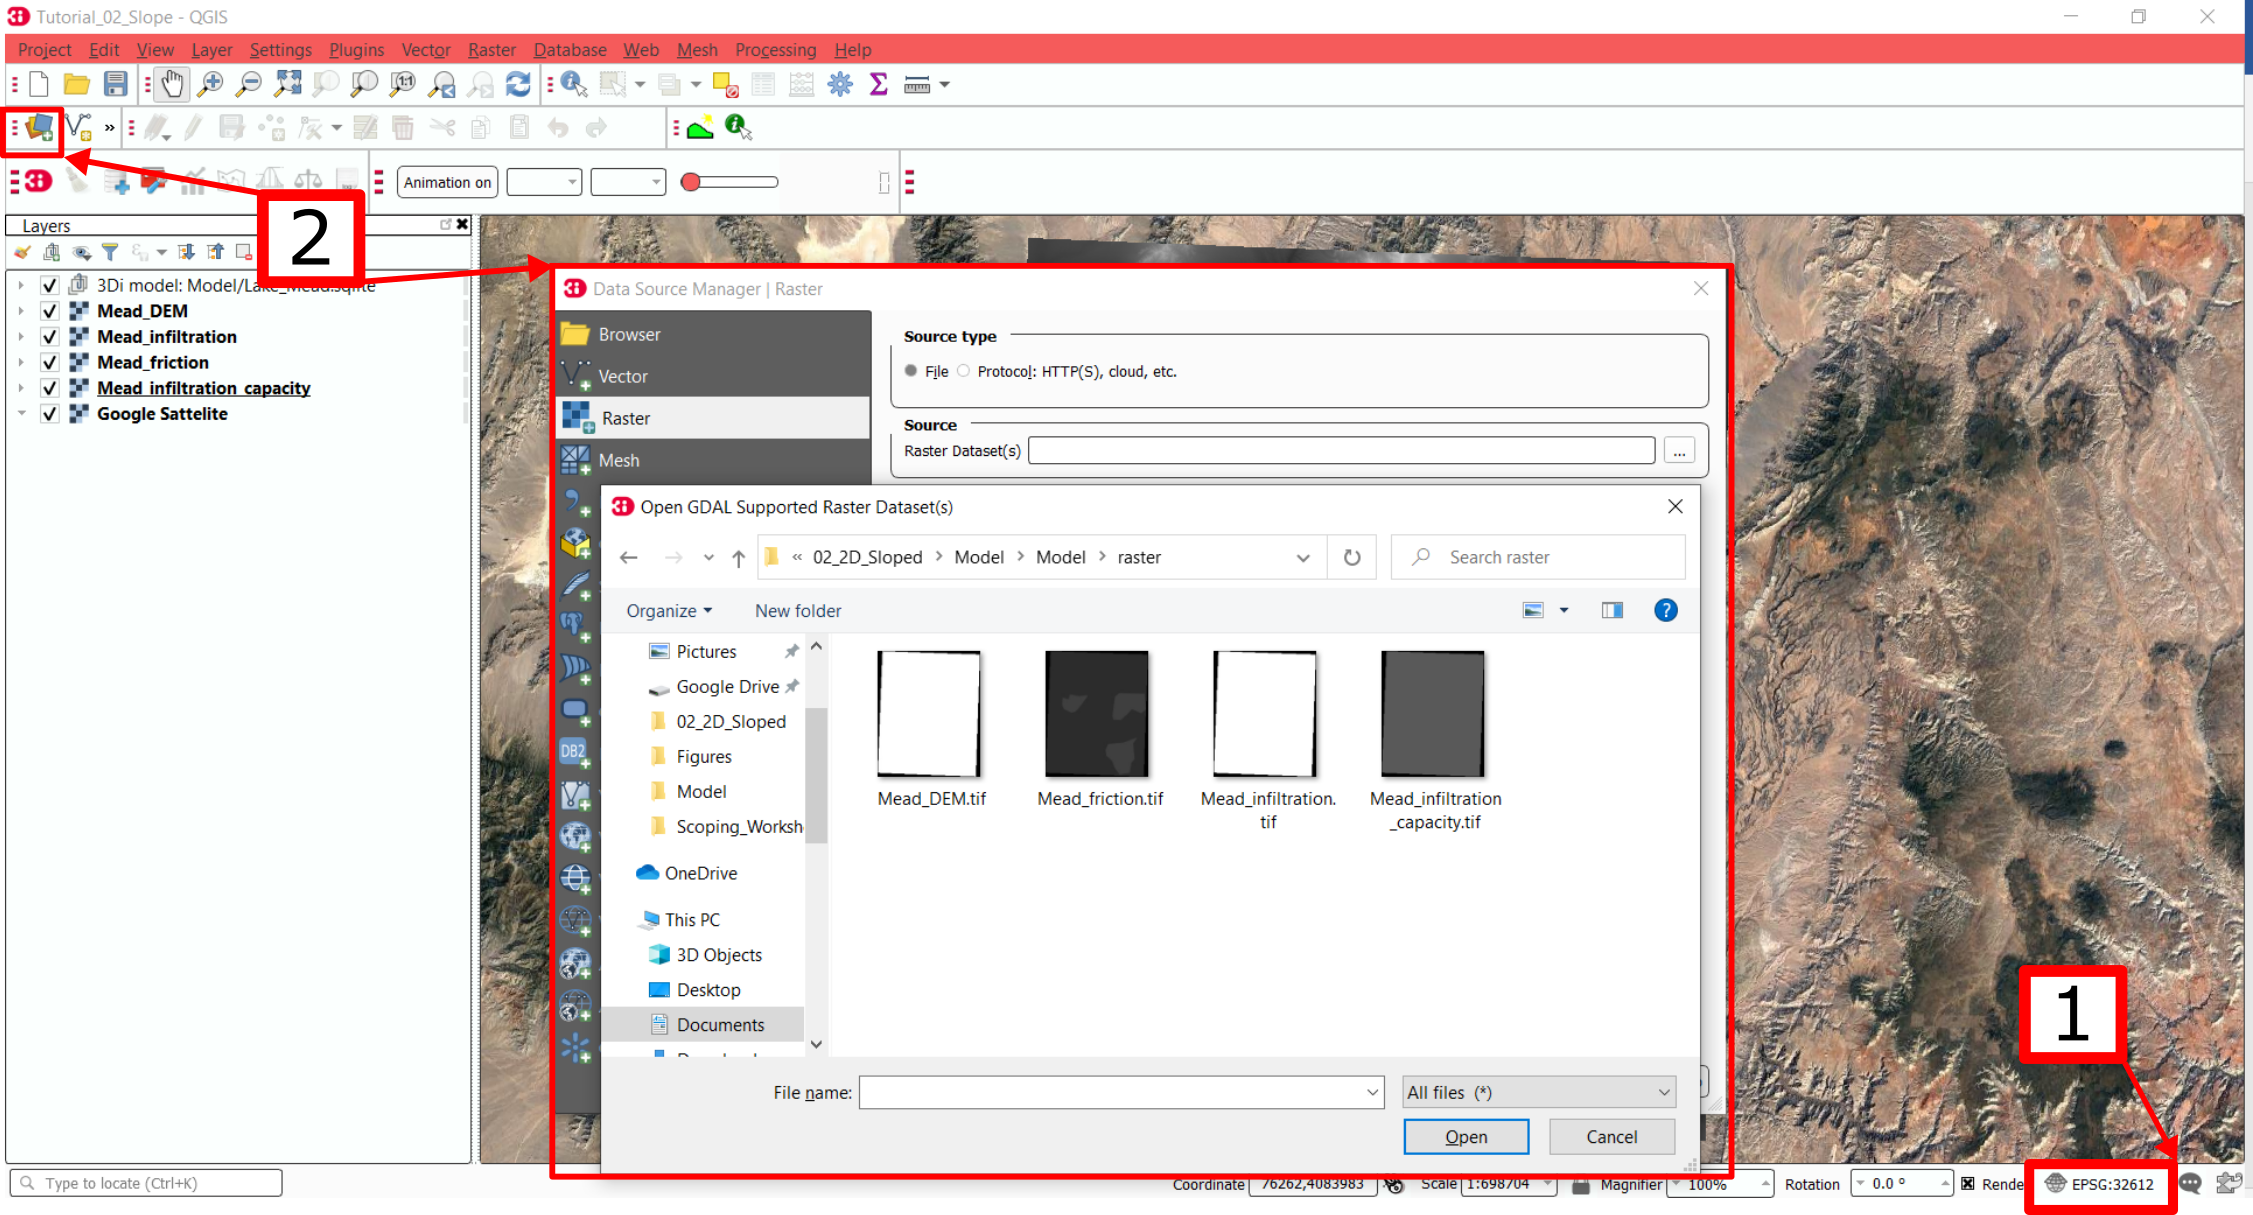 Tutorial_02_Slope - QGIS
Project Edit View Layer Settings Plugins Vector Raster Database Web Mesh Processing Help
Animation on
2
Layers
3Di model: Model/Lake_Mead.sqlite
Mead_DEM
Mead_infiltration
Mead_friction
Mead_infiltration_capacity
Google Sattelite
Data Source Manager | Raster
Browser
Vector
Raster
Mesh
DB2
Source type
File Protocol: HTTP(S), cloud, etc.
Source
Raster Dataset(s) ...
Open GDAL Supported Raster Dataset(s)
« 02_2D_Sloped > Model > Model > raster
Search raster
Organize New folder
Pictures
Google Drive
02_2D_Sloped
Figures
Model
Scoping_Worksh
OneDrive
This PC
3D Objects
Desktop
Documents
Mead_DEM.tif
Mead_friction.tif
Mead_infiltration.
tif
Mead_infiltration
_capacity.tif
File name:
All files (*)
Open Cancel
1
Type to locate (Ctrl+K)
Coordinate 76262,4083983 Scale 1:698704 Magnifier 100% Rotation 0.0 ° Rende EPSG:32612